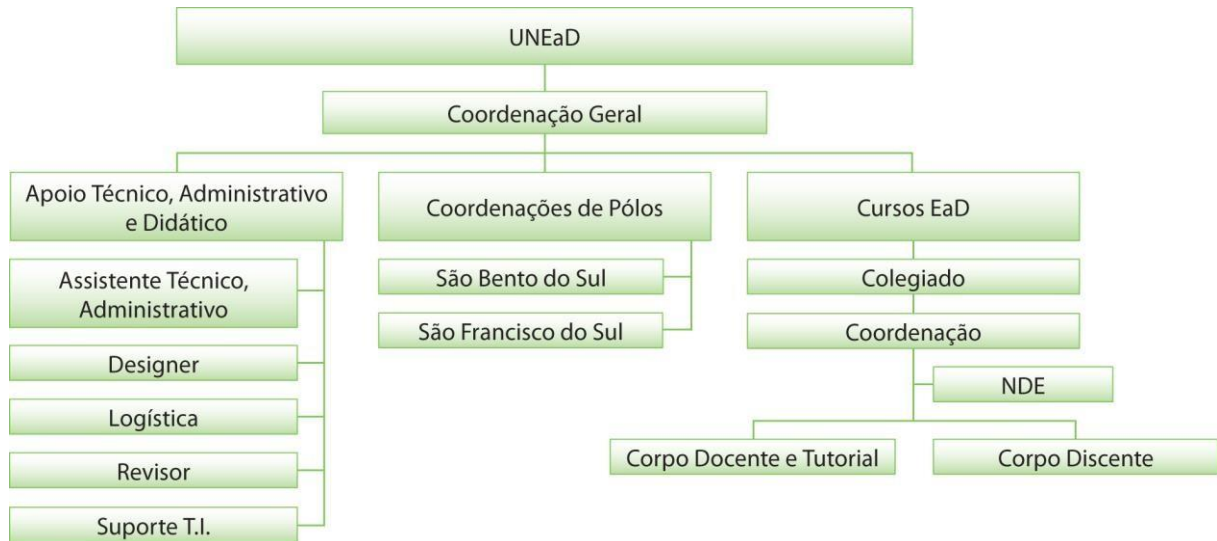 UNEaD
Coordenação Geral
Apoio Técnico, Administrativo
e Didático
Assistente Técnico,
Administrativo
Designer
Logística
Revisor
Suporte T.I.
Coordenações de Pólos
São Bento do Sul
São Francisco do Sul
Cursos EaD
Colegiado
Coordenação
NDE
Corpo Docente e Tutorial
Corpo Discente